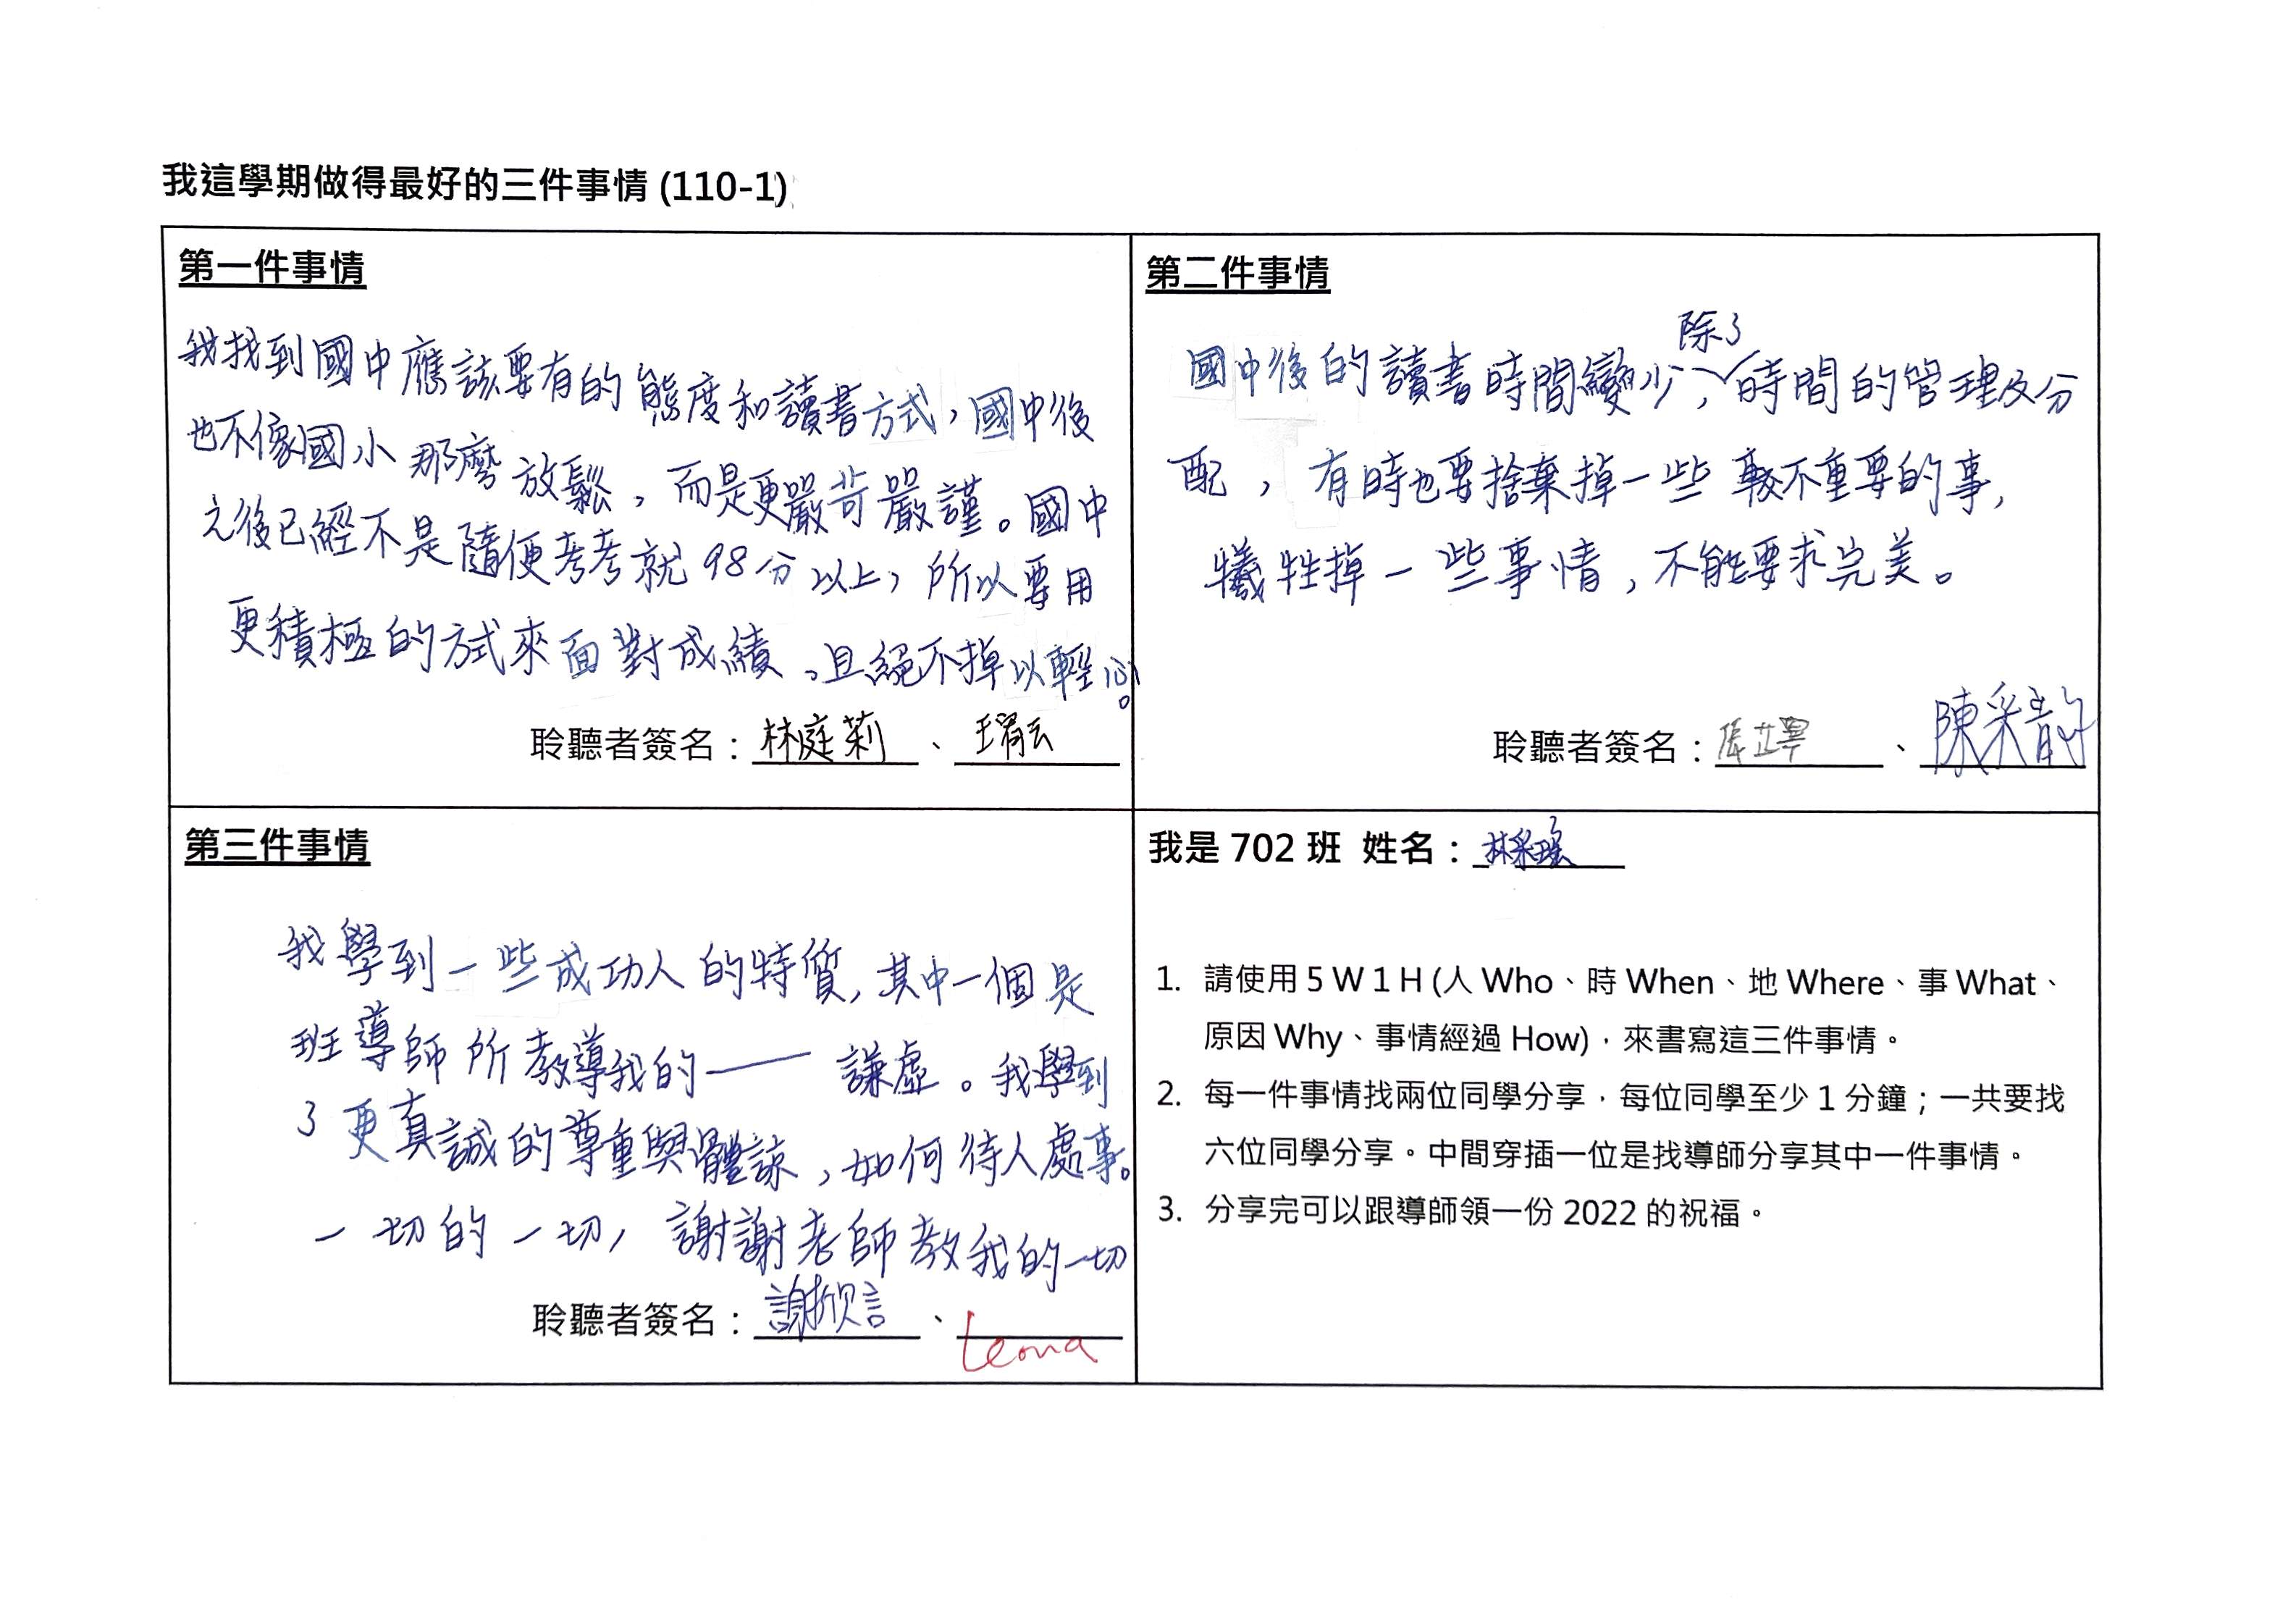 我這學期做得最好的三件事情 (110-1)
第一件事情
我找到國中應該要有的態度和讀書方式，國中後
也不像國小那麼放鬆，而是更嚴苛嚴謹。國中
之後已經不是隨便考考就98分以上，所以要用
更積極的方式來面對成績。且絕不掉以輕心。
聆聽者簽名：林庭莉、
第二件事情
除了
國中後的讀書時間變少，時間的管理及分
配，有時也要捨棄掉一些較不重要的事，
犧牲掉一些事情，不能要求完美。
聆聽者簽名：、陳采靜
第三件事情
我學到一些成功人的特質，其中一個是
班導師所教導我的——謙虛。我學到
了更真誠的尊重與體諒，如何待人處事。
一切的一切，謝謝老師教我的一切
聆聽者簽名：謝欣言、Leona
我是 702 班 姓名：林采瑤
1. 請使用 5 W 1 H (人 Who、時 When、地 Where、事 What、
原因 Why、事情經過 How)，來書寫這三件事情。
2. 每一件事情找兩位同學分享，每位同學至少 1 分鐘；一共要找
六位同學分享。中間穿插一位是找導師分享其中一件事情。
3. 分享完可以跟導師領一份 2022 的祝福。